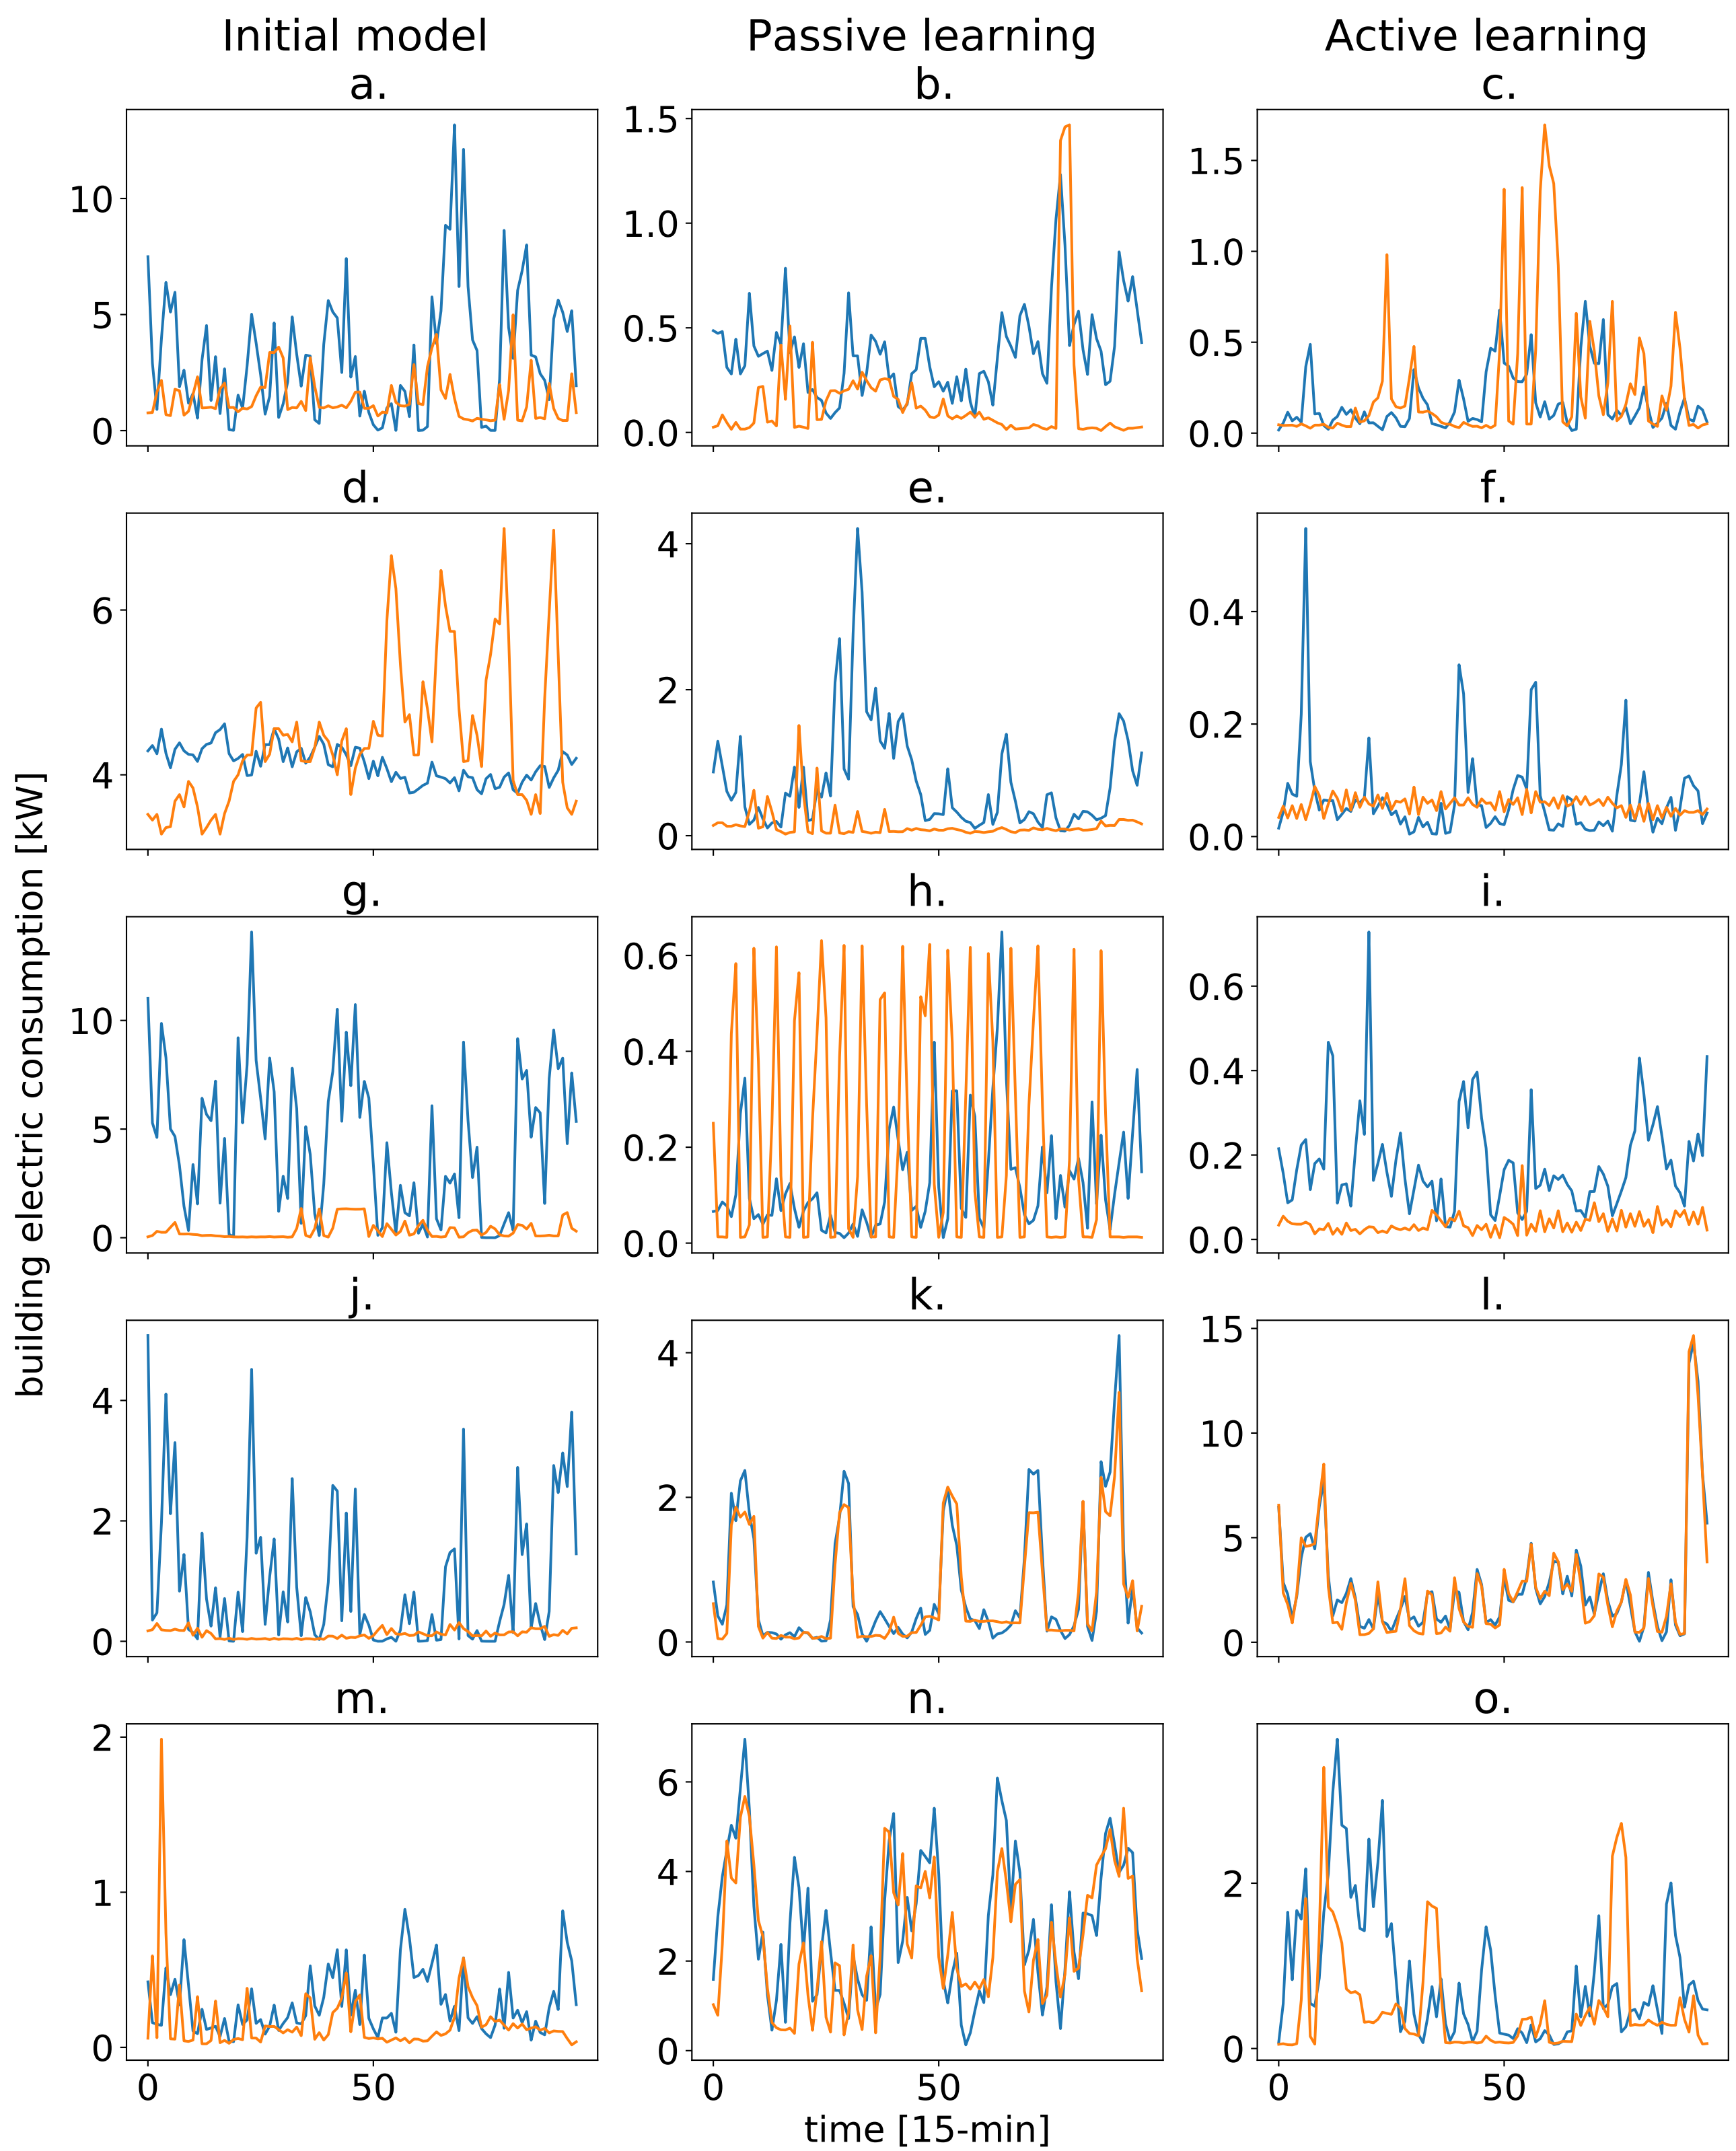 Initial model Passive learning Active learning
a. b. c.
10 5 0
1.5 1.0 0.5 0.0
1.5 1.0 0.5 0.0
d. e. f.
6 4
4 2 0
0.4 0.2 0.0
g. h. i.
10 5 0
0.6 0.4 0.2 0.0
0.6 0.4 0.2 0.0
j. k. l.
4 2 0
4 2 0
15 10 5 0
m. n. o.
2 1 0
6 4 2 0
2 0
0 50 0 50 0 50
building electric consumption [kW]
time [15-min]